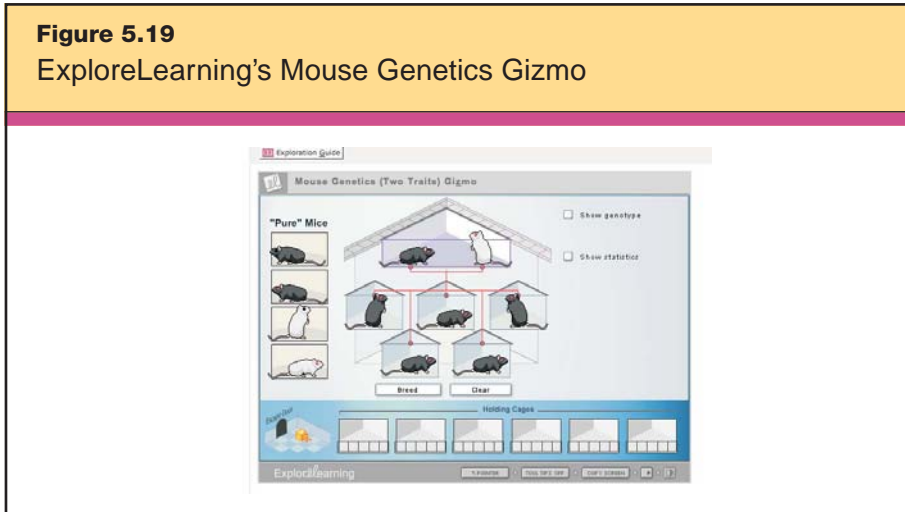 Figure 5.19
ExploreLearning's Mouse Genetics Gizmo
Exploration Guide
Mouse Genetics (Two Traits) Gizmo
"Pure" Mice
Show genotype
Show statistics
Breed
Clear
Holding Cages
ExploreLearning